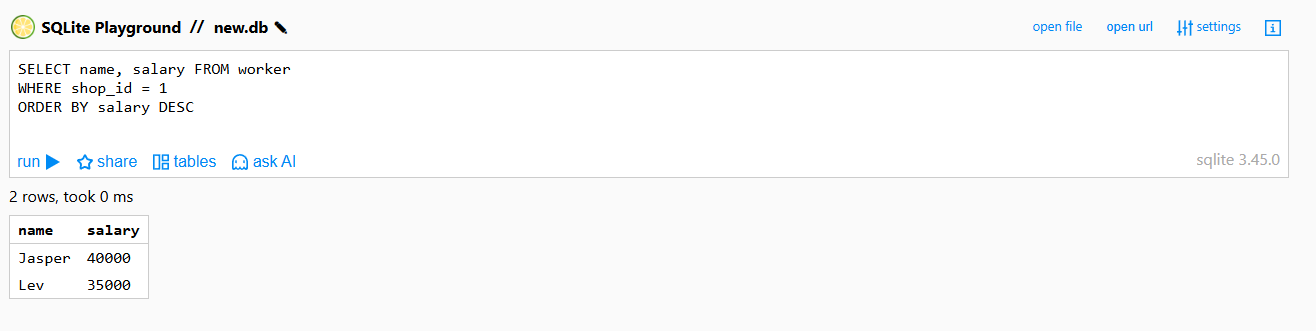 SQLite Playground // new.db
open file open url settings
SELECT name, salary FROM worker
WHERE shop_id = 1
ORDER BY salary DESC
run share tables ask AI
sqlite 3.45.0
2 rows, took 0 ms
name salary
Jasper 40000
Lev 35000